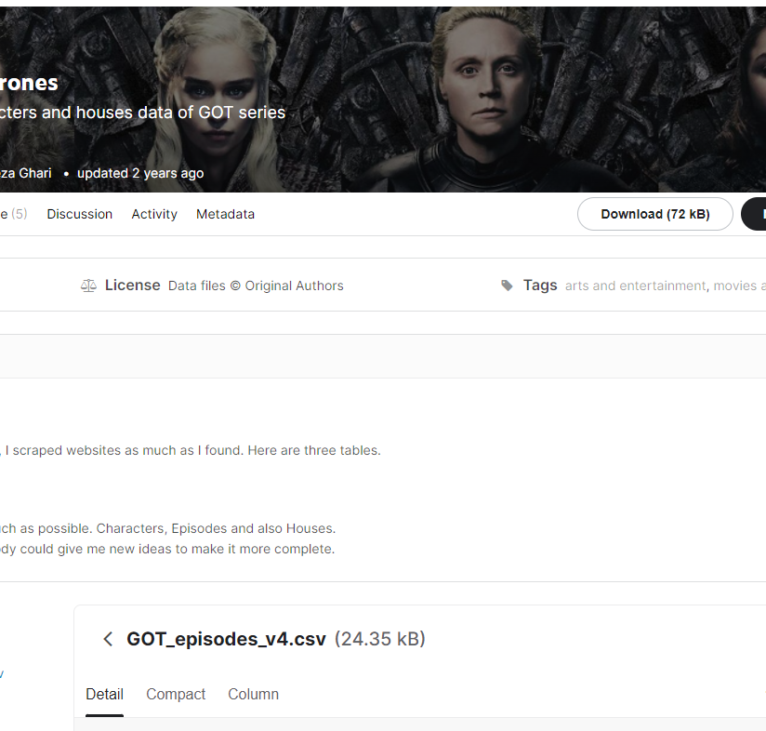 rones
cters and houses data of GOT series
za Ghari • updated 2 years ago
e (5) Discussion Activity Metadata Download (72 kB)
License Data files © Original Authors Tags arts and entertainment, movies a
, I scraped websites as much as I found. Here are three tables.
ch as possible. Characters, Episodes and also Houses.
dy could give me new ideas to make it more complete.
GOT_episodes_v4.csv (24.35 kB)
v
Detail Compact Column